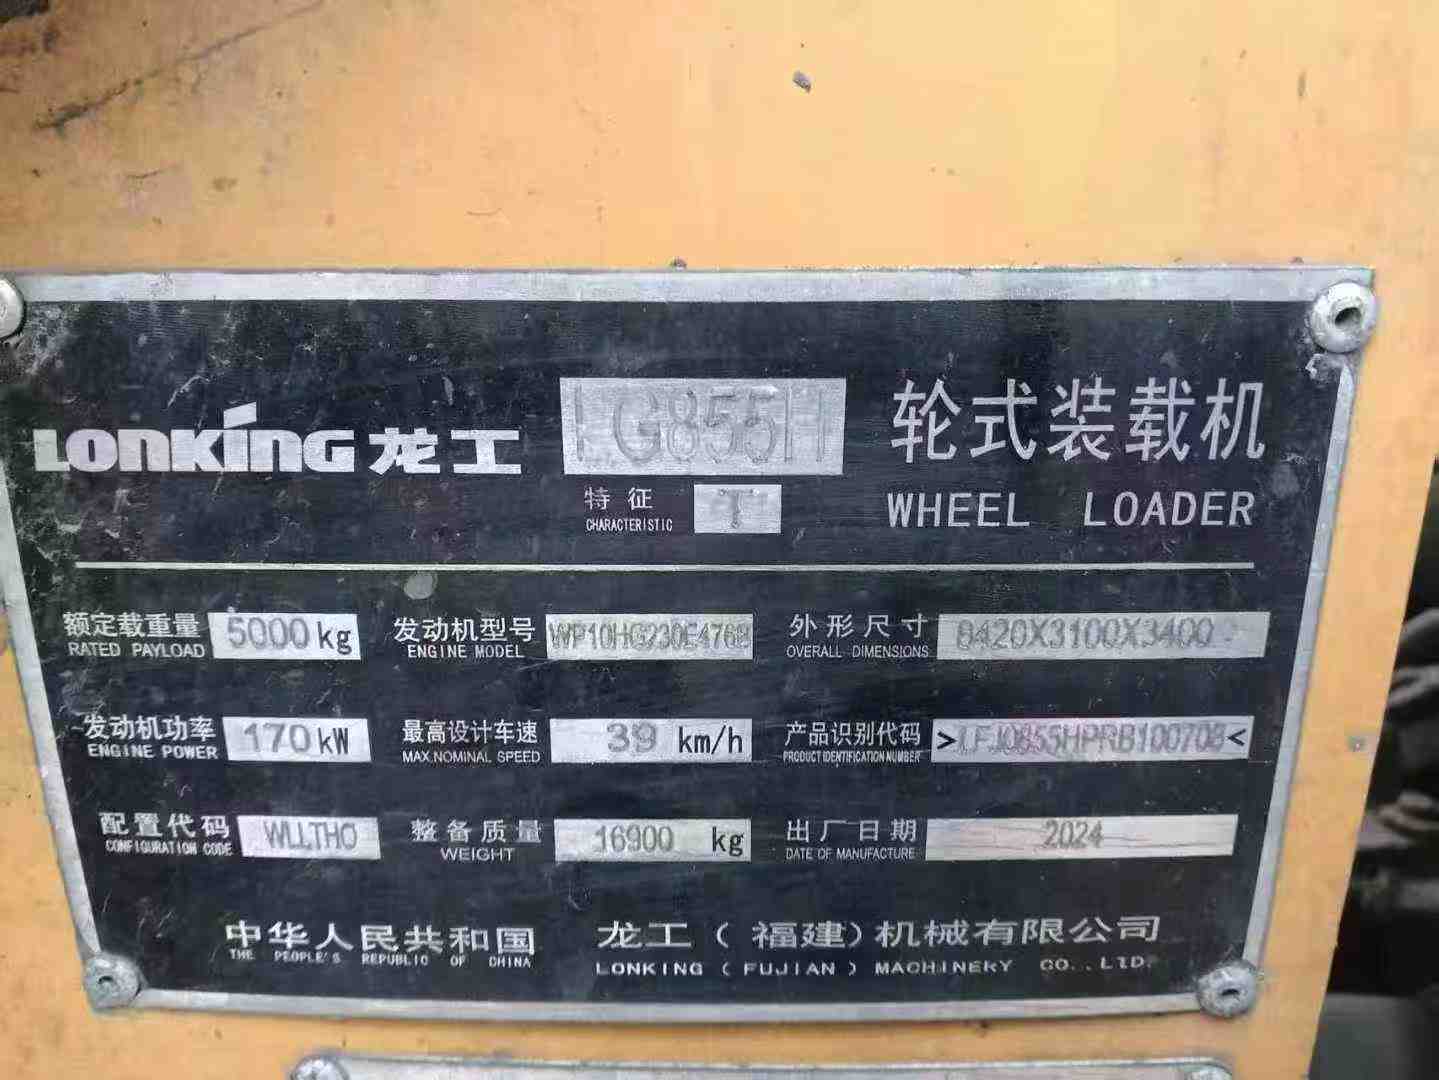 LONKING 龙工 LG855H 轮式装载机
特征 T
CHARACTERISTIC
WHEEL LOADER
额定载重量 5000 kg 发动机型号 WP10HG230E476B 外形尺寸 8420X3100X3400
RATED PAYLOAD ENGINE MODEL OVERALL DIMENSIONS
发动机功率 170 kW 最高设计车速 39 km/h 产品识别代码
ENGINE POWER MAX.NOMINAL SPEED PRODUCT IDENTIFICATION NUMBER
配置代码 WLLTH0 整备质量 16900 kg 出厂日期 2024
CONFIGURATION CODE WEIGHT DATE OF MANUFACTURE
中华人民共和国 龙工（福建）机械有限公司
THE PEOPLE'S REPUBLIC OF CHINA LONKING (FUJIAN) MACHINERY CO.,LTD.